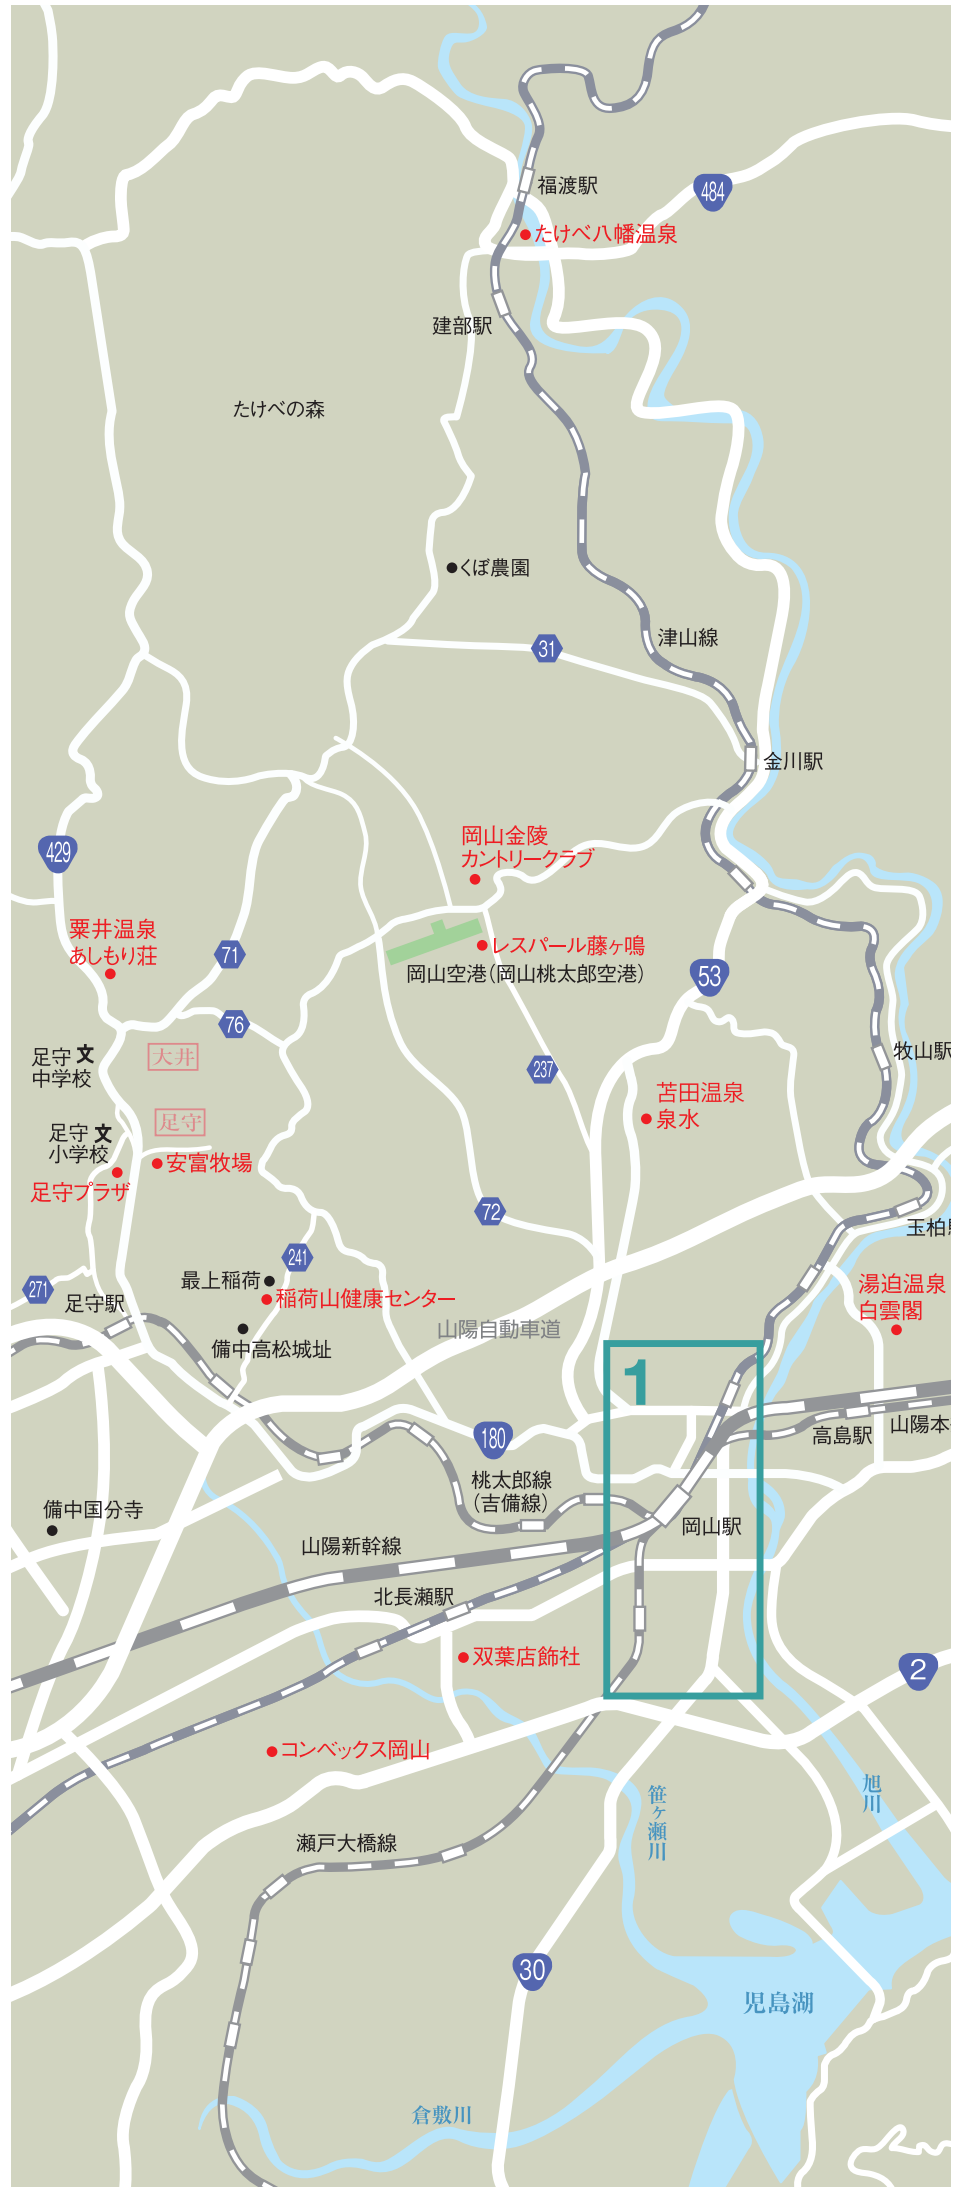 福渡駅
484
たけべ八幡温泉
建部駅
たけべの森
くぼ農園
津山線
31
金川駅
岡山金陵
カントリークラブ
429
粟井温泉
あしもり荘
71
レスパール藤ヶ鳴
岡山空港(岡山桃太郎空港)
53
76
足守
中学校
文
大井
牧山駅
237
苫田温泉
泉水
足守
小学校
文
足守
安富牧場
足守プラザ
72
玉柏
241
最上稲荷
稲荷山健康センター
271
足守駅
湯迫温泉
白雲閣
備中高松城址
山陽自動車道
1
180
高島駅
山陽本
桃太郎線
(吉備線)
備中国分寺
岡山駅
山陽新幹線
北長瀬駅
双葉店飾社
2
コンベックス岡山
旭川
笹ヶ瀬川
瀬戸大橋線
30
児島湖
倉敷川